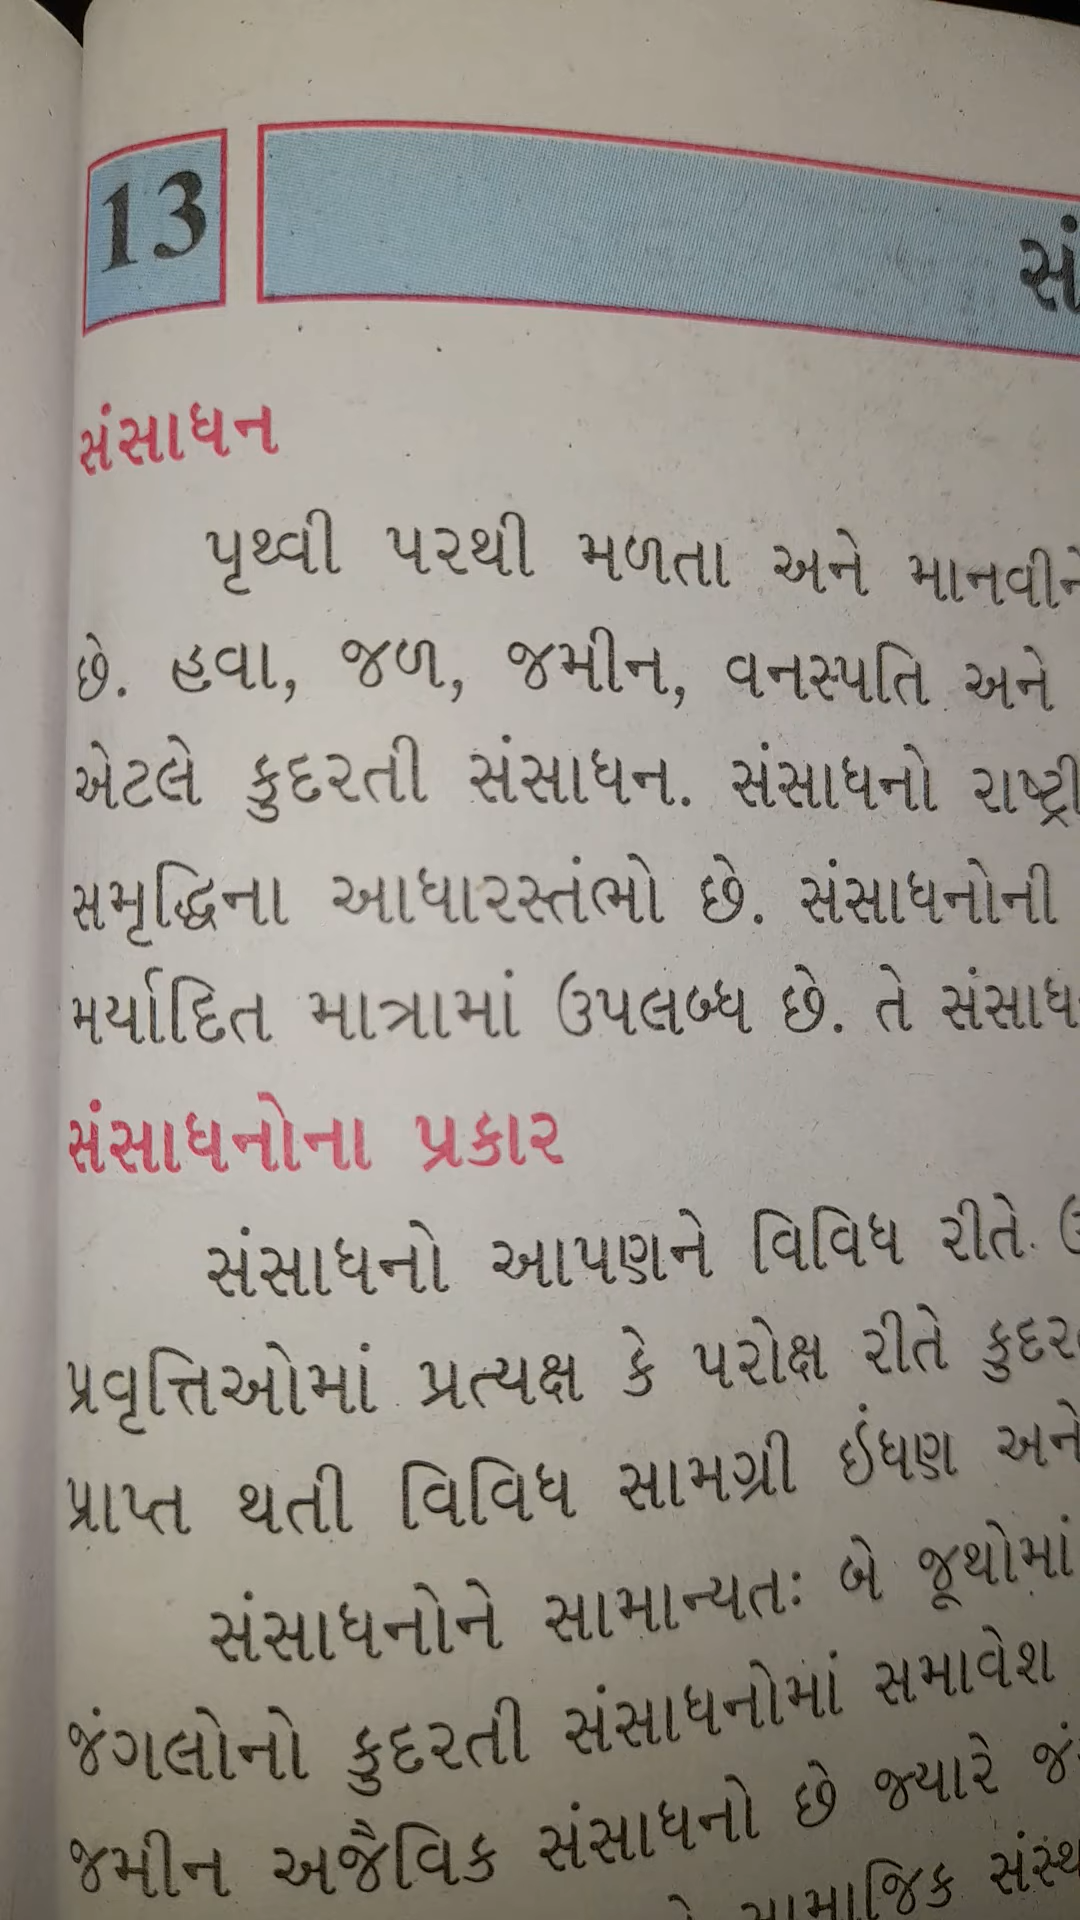 13
સંસાધન
પૃથ્વી પરથી મળતા અને
છે. હવા, જળ, જમીન, વનસ્પતિ અને
એટલે કુદરતી સંસાધન. સંસાધનો
સમૃદ્ધિના આધારસ્તંભો છે. સંસાધનોની
મર્યાદિત માત્રામાં ઉપલબ્ધ છે. તે
સંસાધનોના પ્રકાર
સંસાધનો આપણને વિવિધ રીતે
પ્રવૃત્તિઓમાં પ્રત્યક્ષ કે પરોક્ષ રીતે
પ્રાપ્ત થતી વિવિધ સામગ્રી ઇંધણ અને
સંસાધનોને સામાન્યતઃ બે જૂથોમાં
જંગલોનો કુદરતી સંસાધનોમાં સમાવેશ
જમીન અજૈવિક સંસાધનો છે જ્યારે
સામાજિક